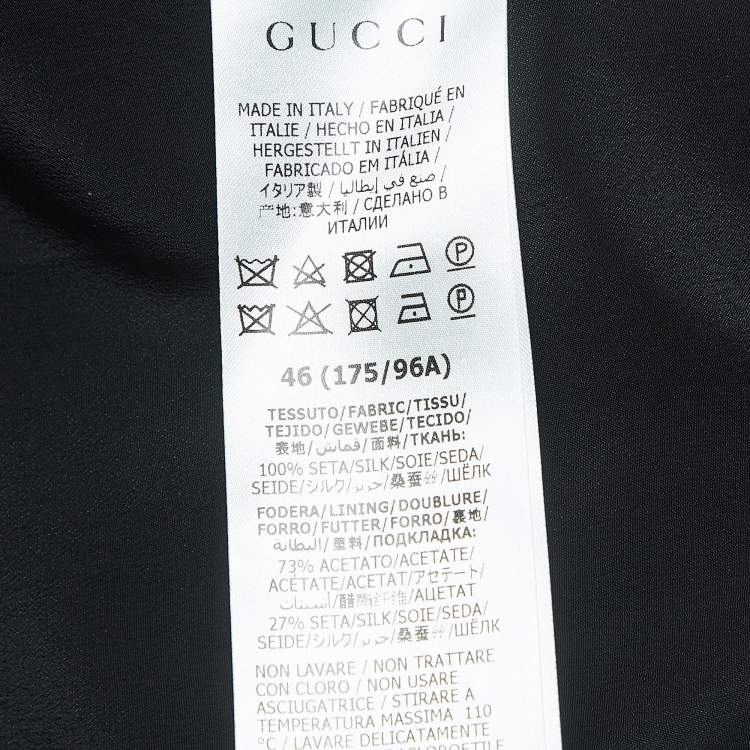 GUCCI
MADE IN ITALY / FABRIQUÉ EN
ITALIE / HECHO EN ITALIA /
HERGESTELLT IN ITALIEN /
FABRICADO EM ITÁLIA /
イタリア製 / صنع في إيطاليا /
产地:意大利 / СДЕЛАНО В
ИТАЛИИ
P
P
46 (175/96A)
TESSUTO/FABRIC/TISSU/
TEJIDO/GEWEBE/TECIDO/
表地/قماش/面料/ТКАНЬ:
100% SETA/SILK/SOIE/SEDA/
SEIDE/シルク/حرير/桑蚕丝/ШЁЛК
FODERA/LINING/DOUBLURE/
FORRO/FUTTER/FORRO/裏地/
البطانة/里料/ПОДКЛАДКА:
73% ACETATO/ACETATE/
ACÉTATE/ACETAT/アセテート/
أسيتات/醋酯纤维/АЦЕТАТ
27% SETA/SILK/SOIE/SEDA/
SEIDE/シルク/حرير/桑蚕丝/ШЁЛК
NON LAVARE / NON TRATTARE
CON CLORO / NON USARE
ASCIUGATRICE / STIRARE A
TEMPERATURA MASSIMA 110
°C / LAVARE DELICATAMENTE